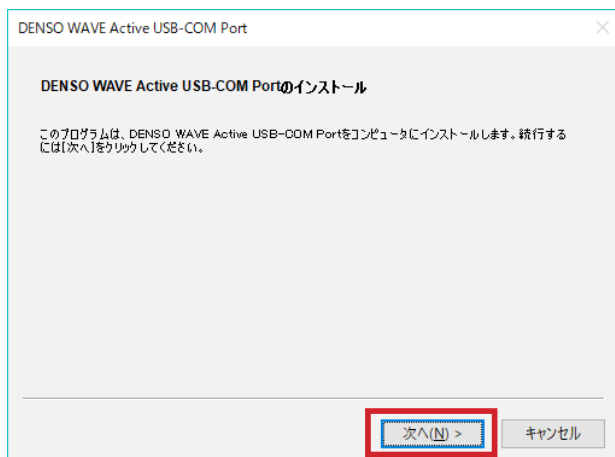 DENSO WAVE Active USB-COM Port
DENSO WAVE Active USB-COM Portのインストール
このプログラムは、DENSO WAVE Active USB-COM Portをコンピュータにインストールします。続行する
には[次へ]をクリックしてください。
次へ(N) >
キャンセル